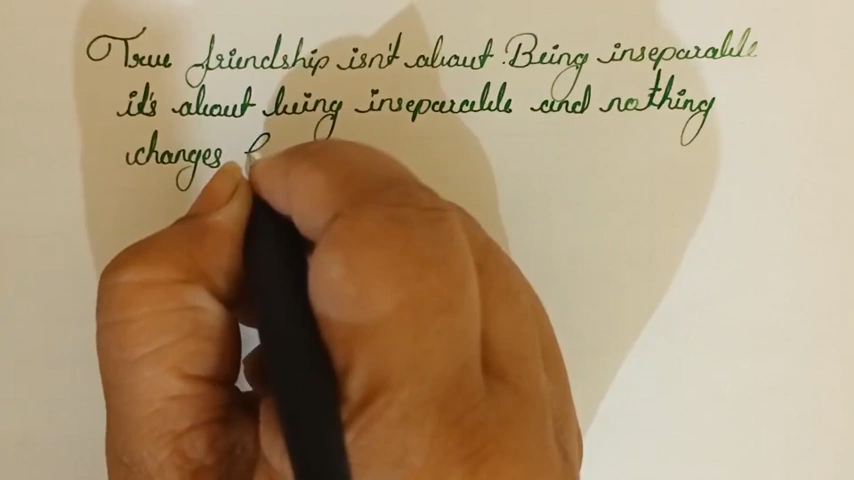 True friendship isn't about Being inseparable
it's about being inseparable and nothing
changes